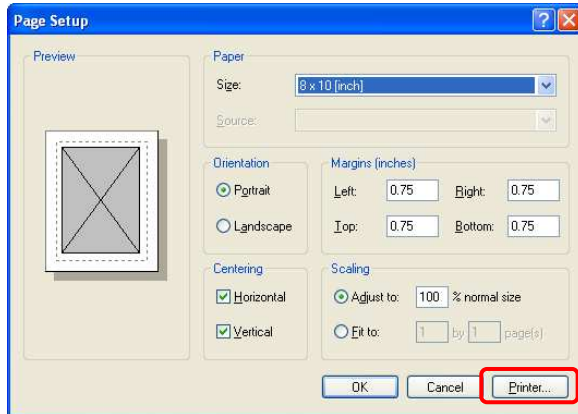 Page Setup
Preview
Paper
Size: 8 x 10 [inch]
Source:
Orientation
Portrait
Landscape
Margins (inches)
Left: 0.75 Right: 0.75
Top: 0.75 Bottom: 0.75
Centering
Horizontal
Vertical
Scaling
Adjust to: 100 % normal size
Fit to: 1 by 1 page(s)
OK Cancel Printer...